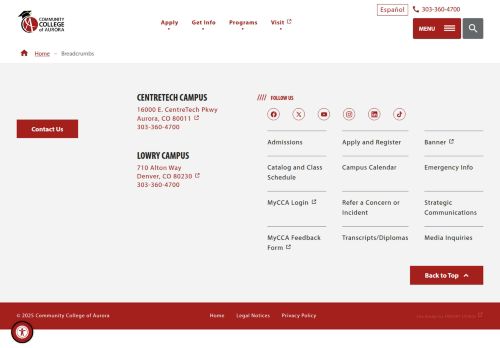 COMMUNITY
COLLEGE
of AURORA
Apply
Get Info
Programs
Visit
Español
303-360-4700
MENU
Home - Breadcrumbs
Contact Us
CENTRETECH CAMPUS
16000 E. CentreTech Pkwy
Aurora, CO 80011
303-360-4700
LOWRY CAMPUS
710 Alton Way
Denver, CO 80230
303-360-4700
//// FOLLOW US
Admissions
Apply and Register
Banner
Catalog and Class
Schedule
Campus Calendar
Emergency Info
MyCCA Login
Refer a Concern or
Incident
Strategic
Communications
MyCCA Feedback
Form
Transcripts/Diplomas
Media Inquiries
Back to Top
© 2025 Community College of Aurora
Home
Legal Notices
Privacy Policy